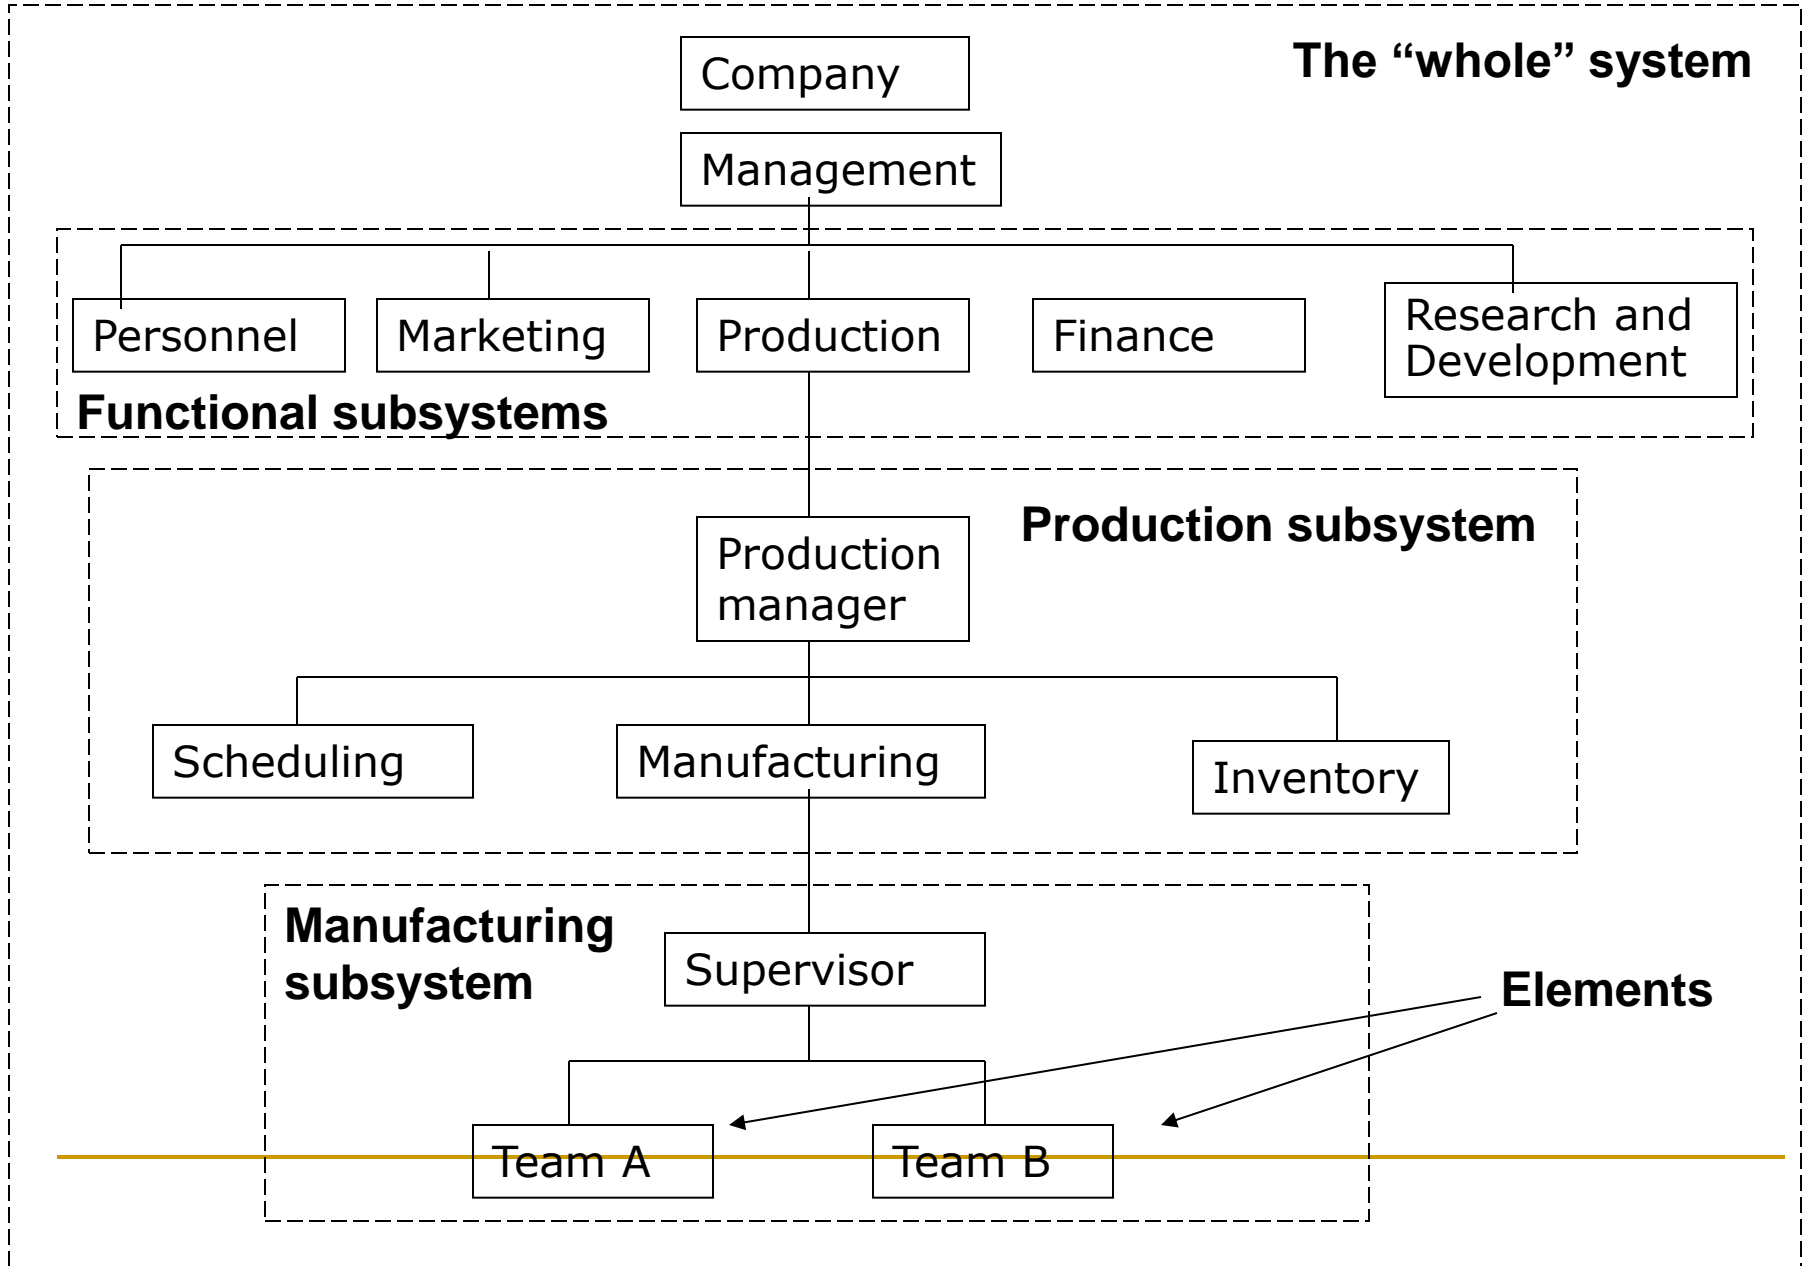 Company
The “whole” system
Management
Personnel
Marketing
Production
Finance
Research and
Development
Functional subsystems
Production subsystem
Production
manager
Scheduling
Manufacturing
Inventory
Manufacturing
subsystem
Supervisor
Elements
Team A
Team B